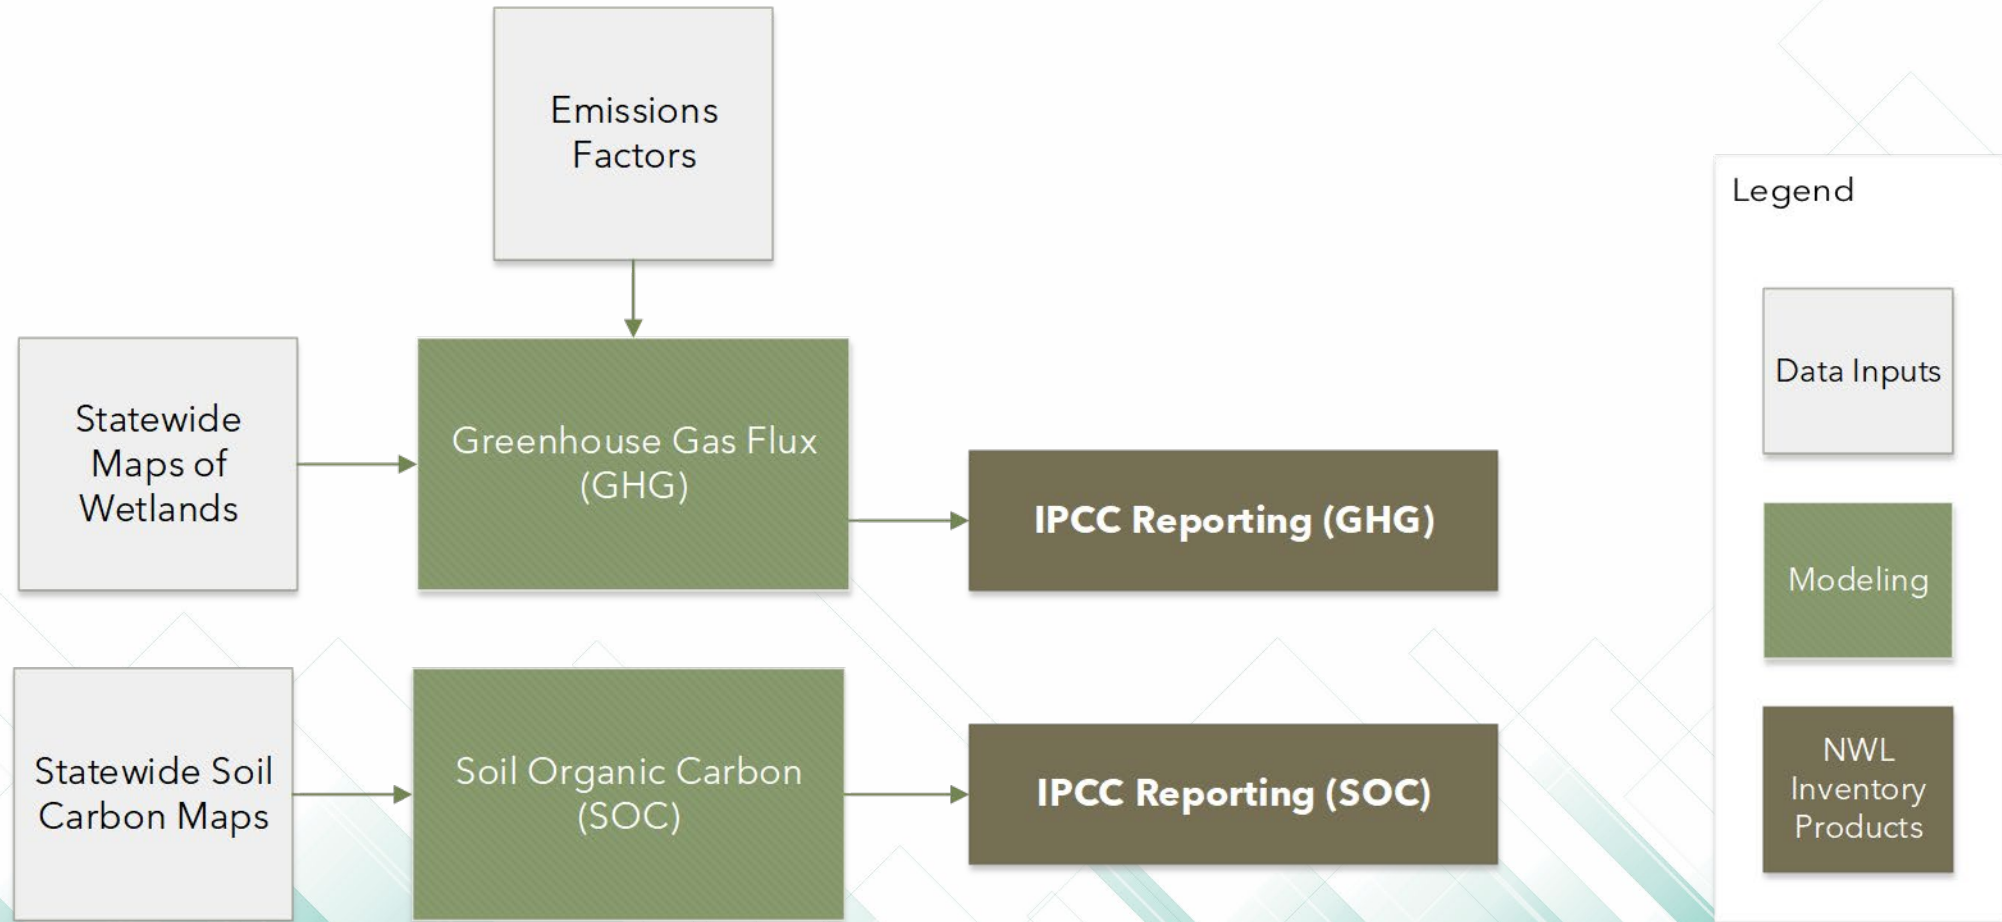 Emissions
Factors
Legend
Statewide
Maps of
Wetlands
Greenhouse Gas Flux
(GHG)
IPCC Reporting (GHG)
Data Inputs
Modeling
Statewide Soil
Carbon Maps
Soil Organic Carbon
(SOC)
IPCC Reporting (SOC)
NWL
Inventory
Products